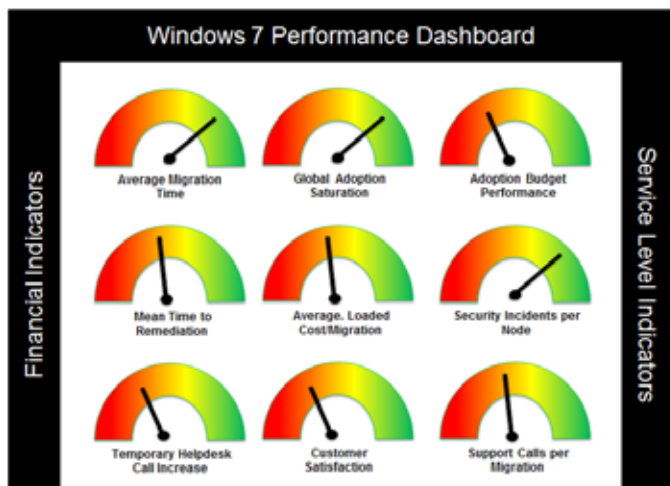 Windows 7 Performance Dashboard
Financial Indicators
Service Level Indicators
Average Migration
Time
Global Adoption
Saturation
Adoption Budget
Performance
Mean Time to
Remediation
Average. Loaded
Cost/Migration
Security Incidents per
Node
Temporary Helpdesk
Call Increase
Customer
Satisfaction
Support Calls per
Migration